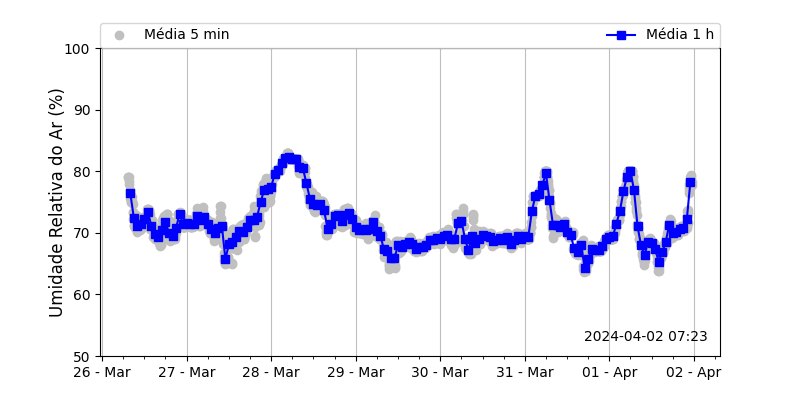 Média 5 min
Média 1 h
Umidade Relativa do Ar (%)
100
90
80
70
60
50
2024-04-02 07:23
26 - Mar
27 - Mar
28 - Mar
29 - Mar
30 - Mar
31 - Mar
01 - Apr
02 - Apr